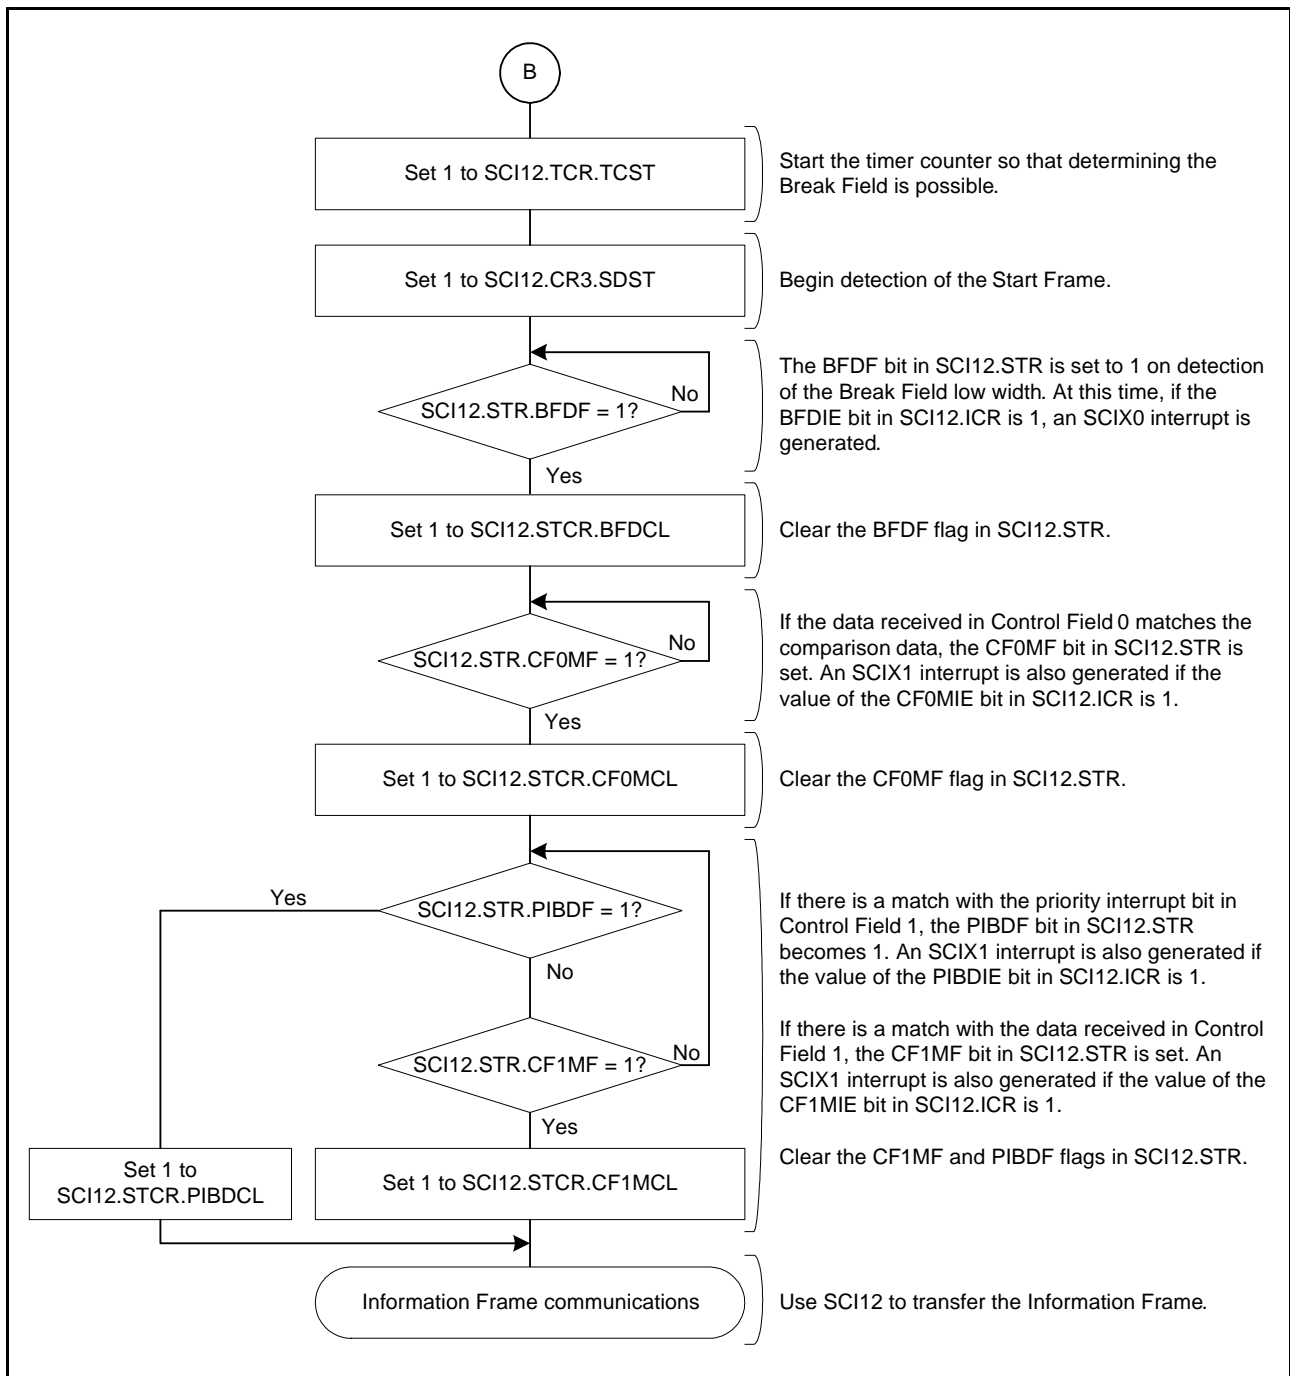 B
Set 1 to SCI12.TCR.TCST
Start the timer counter so that determining the
Break Field is possible.
Set 1 to SCI12.CR3.SDST
Begin detection of the Start Frame.
SCI12.STR.BFDF = 1?
No
Yes
The BFDF bit in SCI12.STR is set to 1 on detection
of the Break Field low width. At this time, if the
BFDIE bit in SCI12.ICR is 1, an SCIX0 interrupt is
generated.
Set 1 to SCI12.STCR.BFDCL
Clear the BFDF flag in SCI12.STR.
SCI12.STR.CF0MF = 1?
No
Yes
If the data received in Control Field 0 matches the
comparison data, the CF0MF bit in SCI12.STR is
set. An SCIX1 interrupt is also generated if the
value of the CF0MIE bit in SCI12.ICR is 1.
Set 1 to SCI12.STCR.CF0MCL
Clear the CF0MF flag in SCI12.STR.
Yes
SCI12.STR.PIBDF = 1?
No
If there is a match with the priority interrupt bit in
Control Field 1, the PIBDF bit in SCI12.STR
becomes 1. An SCIX1 interrupt is also generated if
the value of the PIBDIE bit in SCI12.ICR is 1.
SCI12.STR.CF1MF = 1?
No
Yes
If there is a match with the data received in Control
Field 1, the CF1MF bit in SCI12.STR is set. An
SCIX1 interrupt is also generated if the value of the
CF1MIE bit in SCI12.ICR is 1.
Set 1 to
SCI12.STCR.PIBDCL
Set 1 to SCI12.STCR.CF1MCL
Clear the CF1MF and PIBDF flags in SCI12.STR.
Information Frame communications
Use SCI12 to transfer the Information Frame.